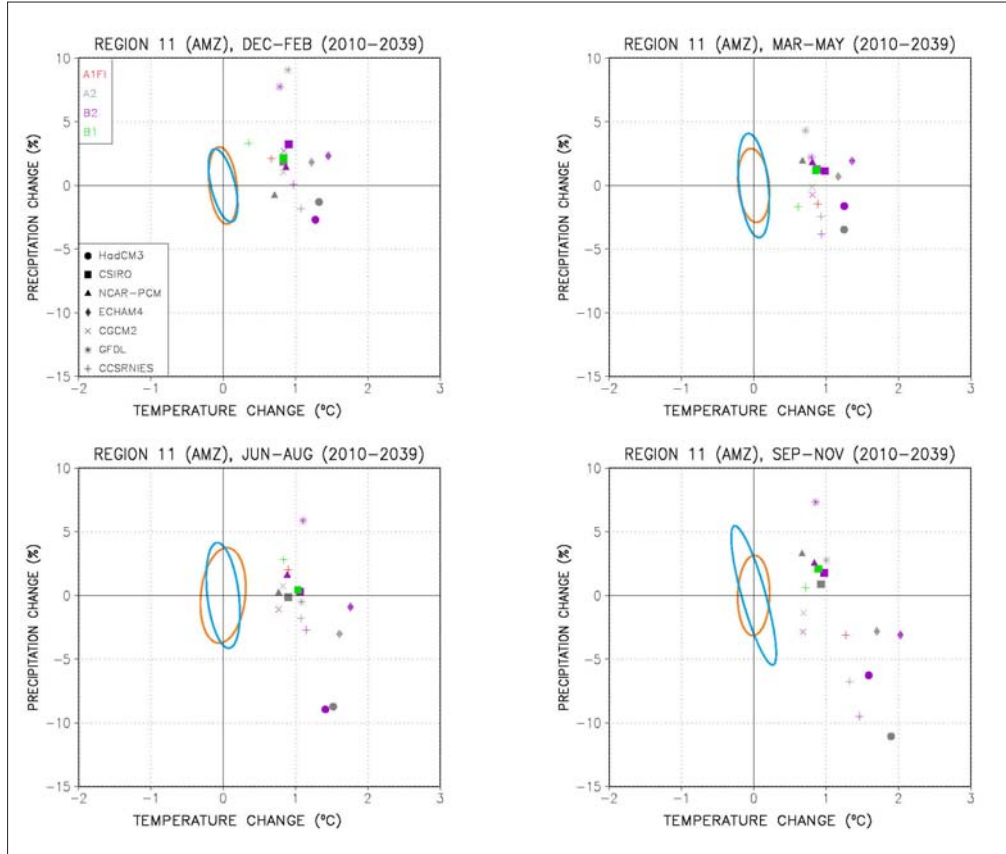 REGION 11 (AMZ), DEC-FEB (2010-2039)
PRECIPITATION CHANGE (%)
10
5
0
-5
-10
-15
A1FI
A2
B2
B1
HadCM3
CSIRO
NCAR-PCM
ECHAM4
CGCM2
GFDL
CCSRNIES
-2 -1 0 1 2 3
TEMPERATURE CHANGE (ºC)
REGION 11 (AMZ), MAR-MAY (2010-2039)
PRECIPITATION CHANGE (%)
10
5
0
-5
-10
-15
-2 -1 0 1 2 3
TEMPERATURE CHANGE (ºC)
REGION 11 (AMZ), JUN-AUG (2010-2039)
PRECIPITATION CHANGE (%)
10
5
0
-5
-10
-15
-2 -1 0 1 2 3
TEMPERATURE CHANGE (ºC)
REGION 11 (AMZ), SEP-NOV (2010-2039)
PRECIPITATION CHANGE (%)
10
5
0
-5
-10
-15
-2 -1 0 1 2 3
TEMPERATURE CHANGE (ºC)